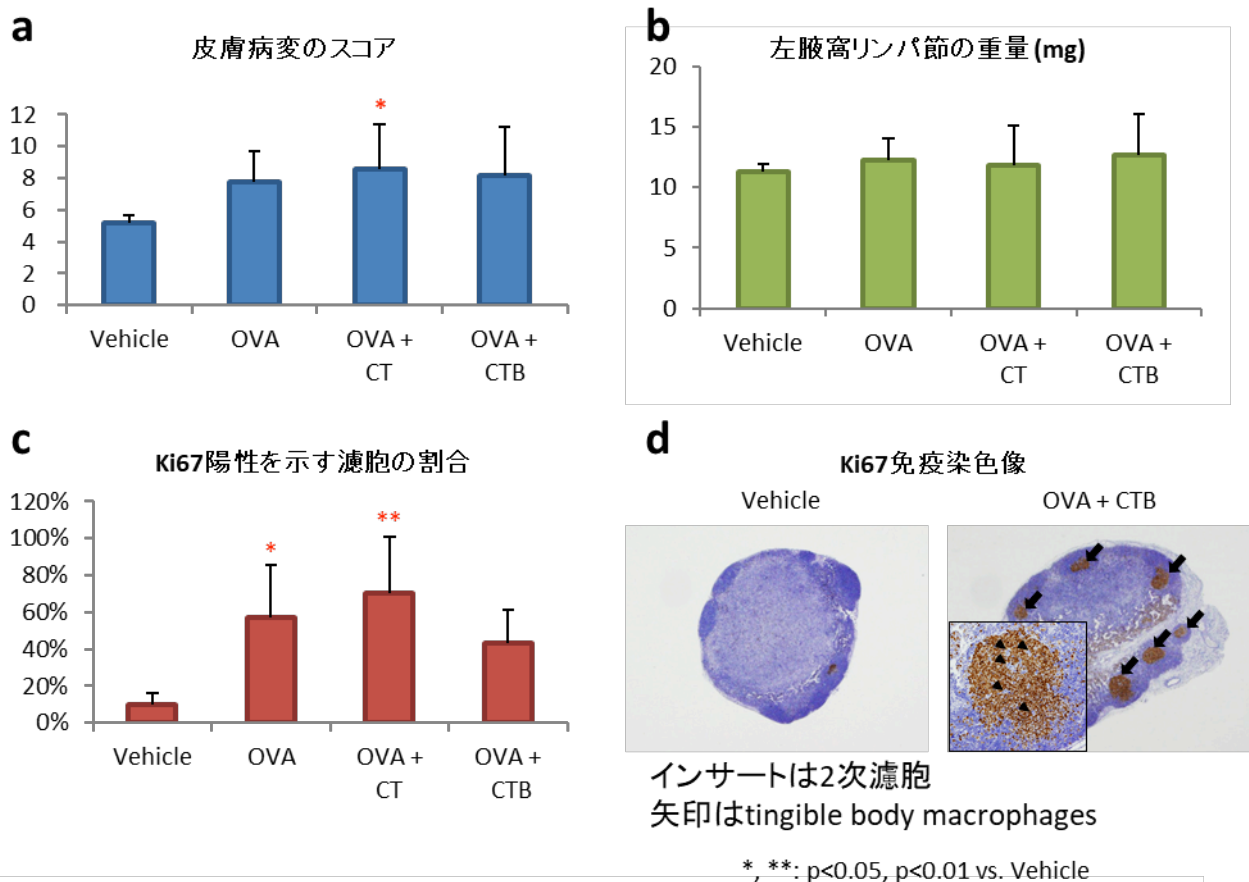 a
皮膚病変のスコア
12
10
8
6
4
2
0
*
Vehicle
OVA
OVA +
CT
OVA +
CTB
b
左腋窩リンパ節の重量 (mg)
20
15
10
5
0
Vehicle
OVA
OVA +
CT
OVA +
CTB
c
Ki67陽性を示す濾胞の割合
120%
100%
80%
60%
40%
20%
0%
*
**
Vehicle
OVA
OVA +
CT
OVA +
CTB
d
Ki67免疫染色像
Vehicle
OVA + CTB
インサートは2次濾胞
矢印はtingible body macrophages
*, **: p<0.05, p<0.01 vs. Vehicle